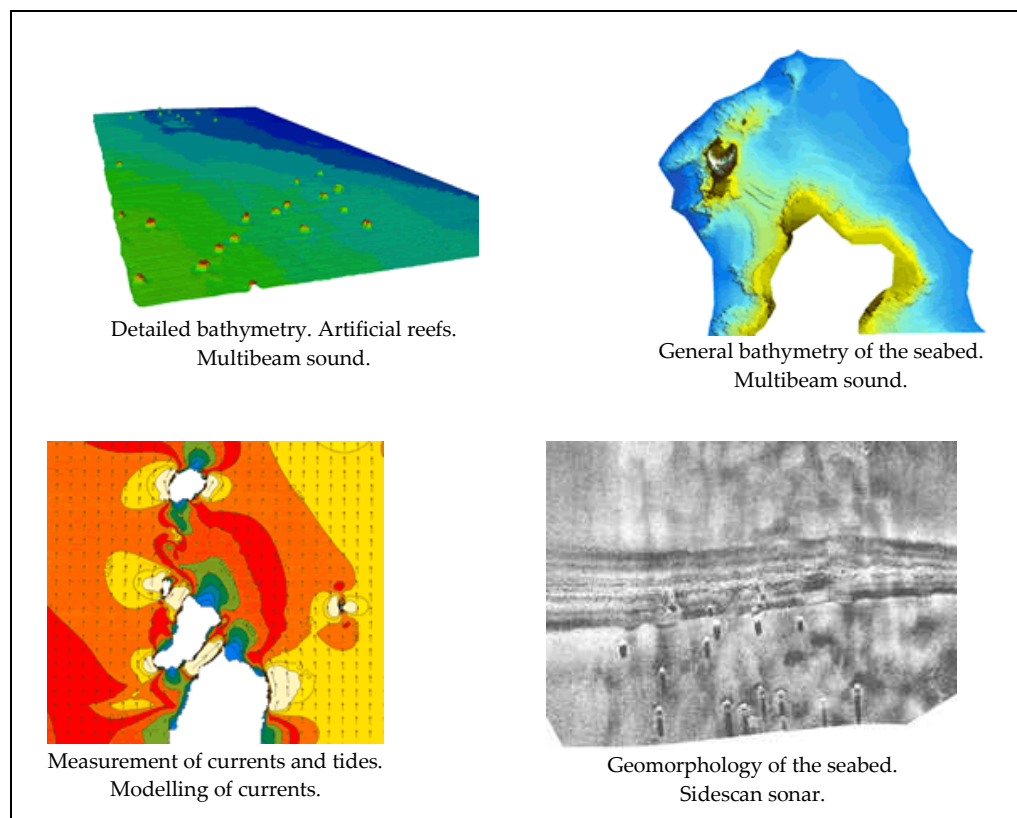 Detailed bathymetry. Artificial reefs.
Multibeam sound.
General bathymetry of the seabed.
Multibeam sound.
Measurement of currents and tides.
Modelling of currents.
Geomorphology of the seabed.
Sidescan sonar.